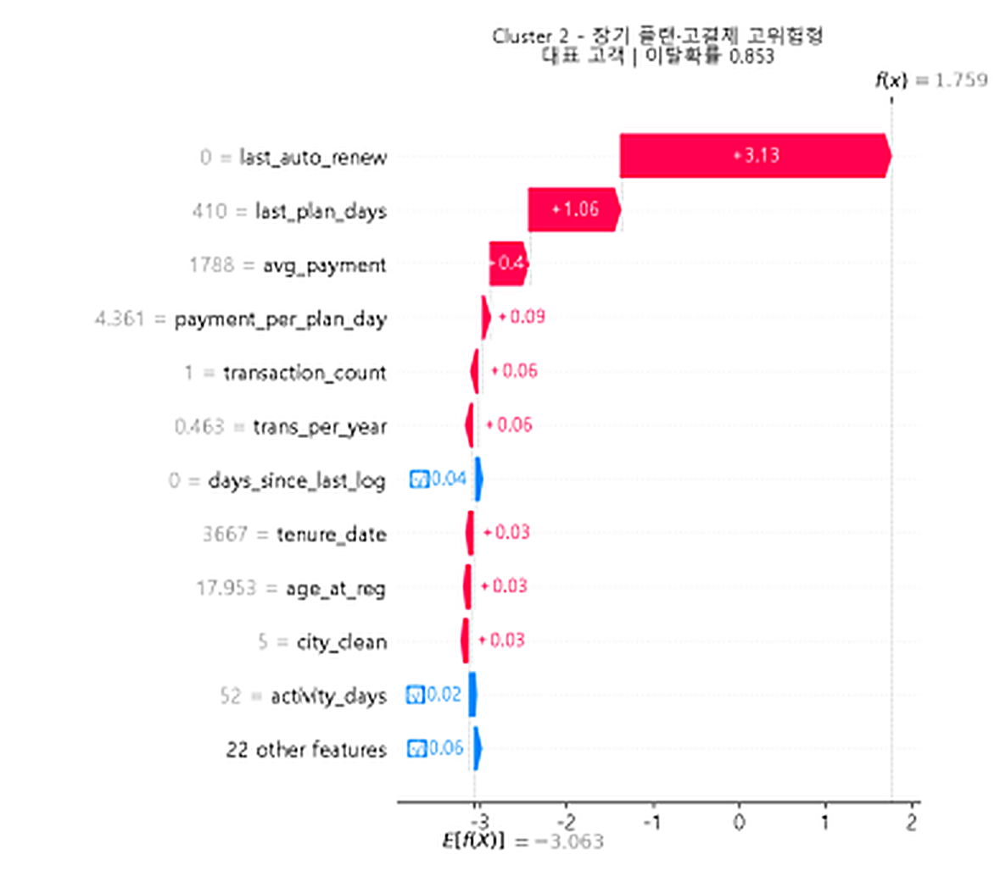 Cluster 2 - 장기 플랜·고결제 고위험형
대표 고객 | 이탈확률 0.853
f(x) = 1.759
0 = last_auto_renew
+3.13
410 = last_plan_days
+1.06
1788 = avg_payment
+0.4
4.361 = payment_per_plan_day
+0.09
1 = transaction_count
+0.06
0.463 = trans_per_year
+0.06
0 = days_since_last_log
0.04
3667 = tenure_date
+0.03
17.953 = age_at_reg
+0.03
5 = city_clean
+0.03
52 = activity_days
0.02
22 other features
0.06
-3 -2 -1 0 1 2
E[f(X)] = −3.063